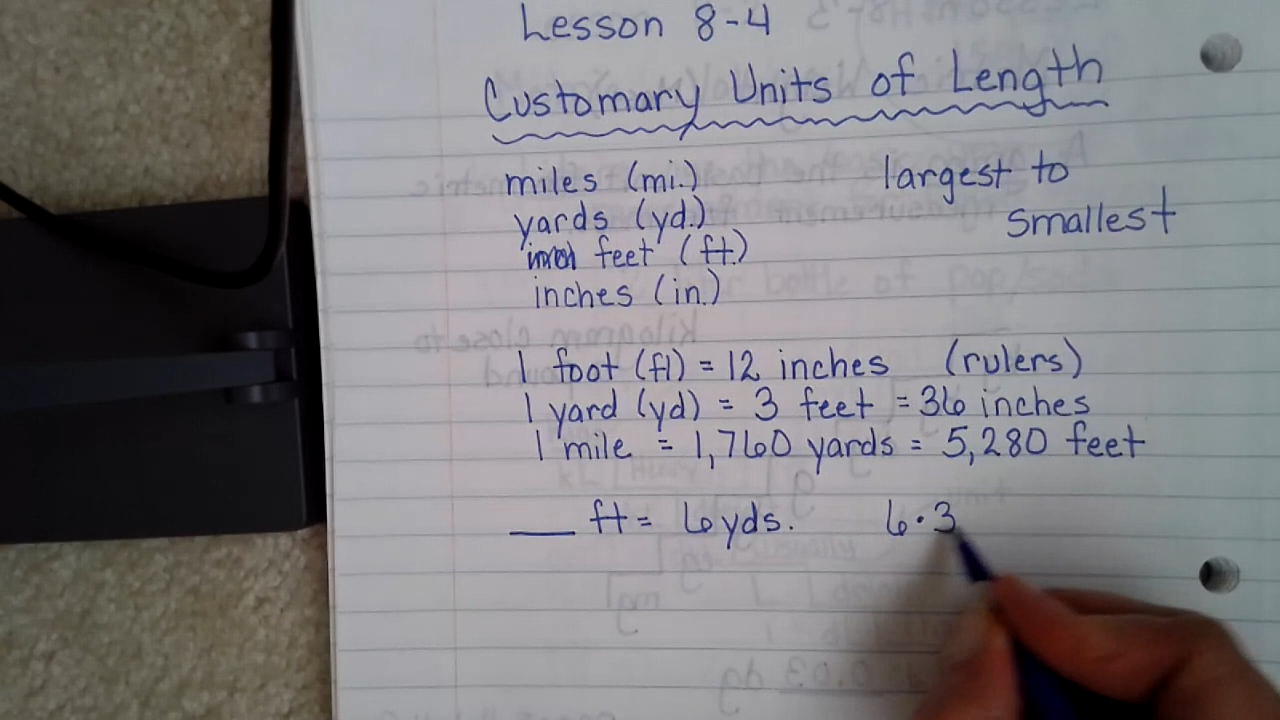 Lesson 8-4
Customary Units of Length
miles (mi.) largest to
yards (yd.) smallest
feet (ft.)
inches (in.)
1 foot (ft) = 12 inches (rulers)
1 yard (yd) = 3 feet = 36 inches
1 mile = 1,760 yards = 5,280 feet
___ ft = 6 yds. 6·3